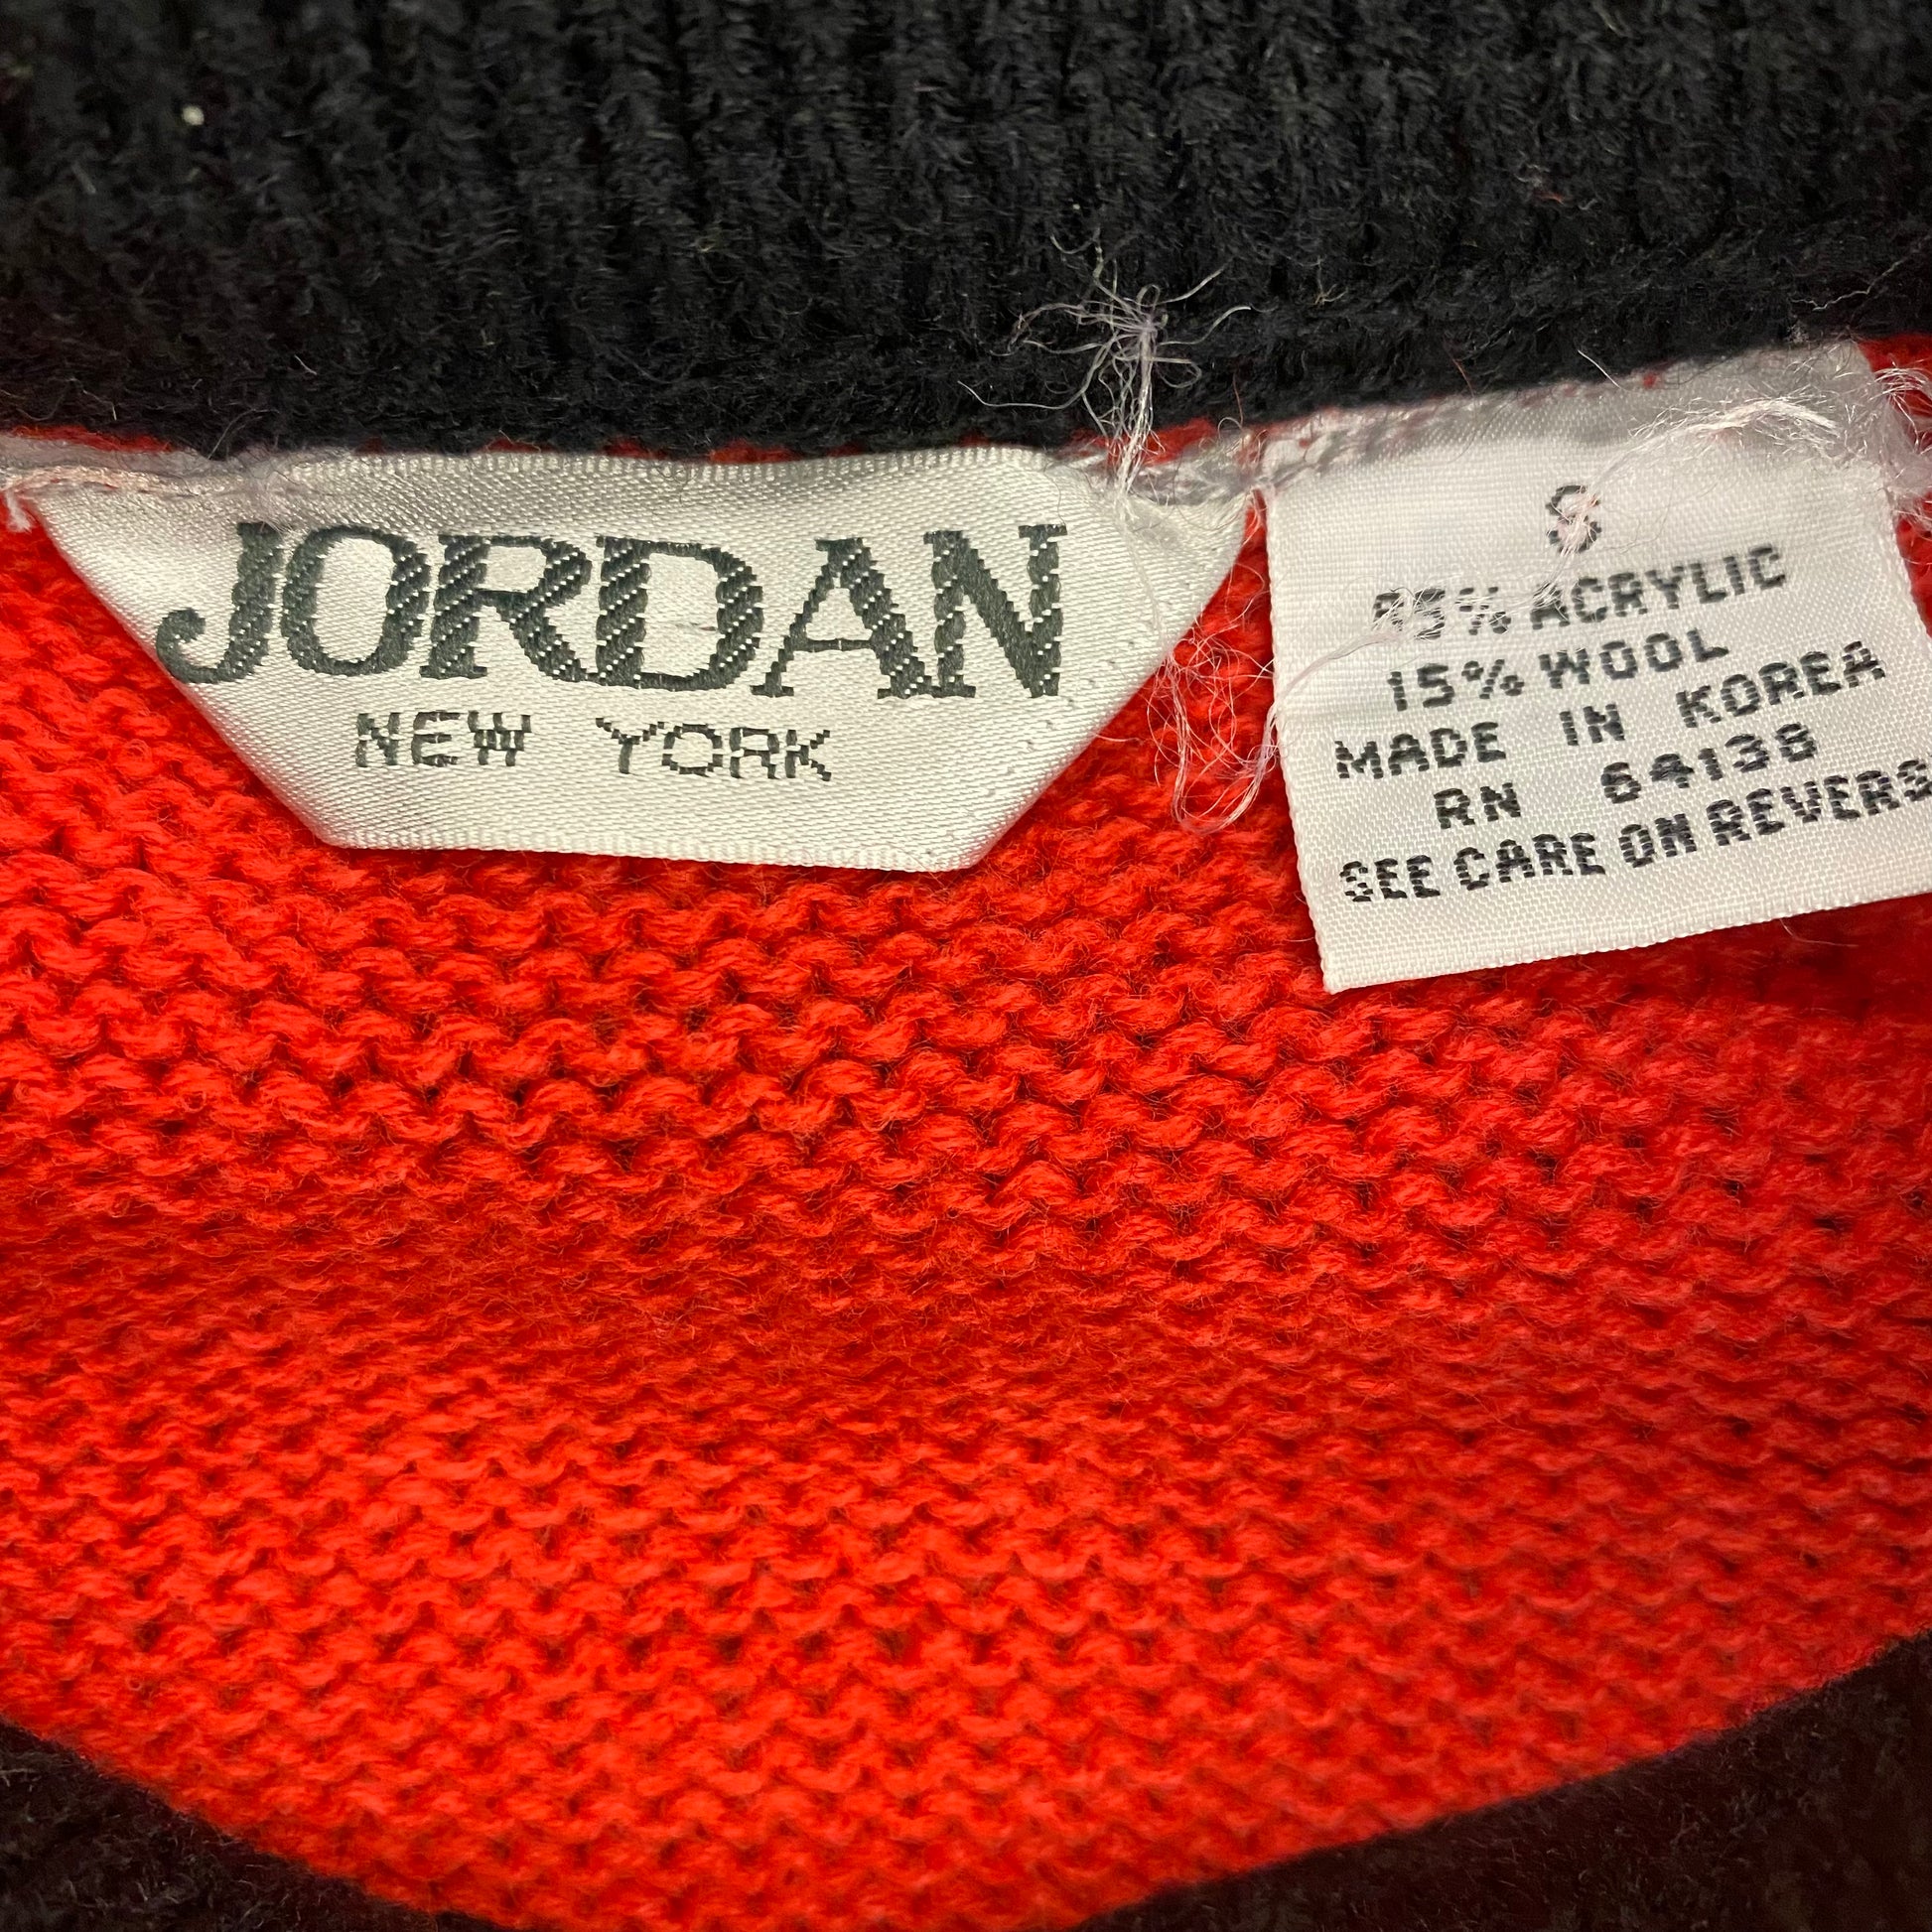 JORDAN
NEW YORK
S
85% ACRYLIC
15% WOOL
MADE IN KOREA
RN 64138
SEE CARE ON REVERS